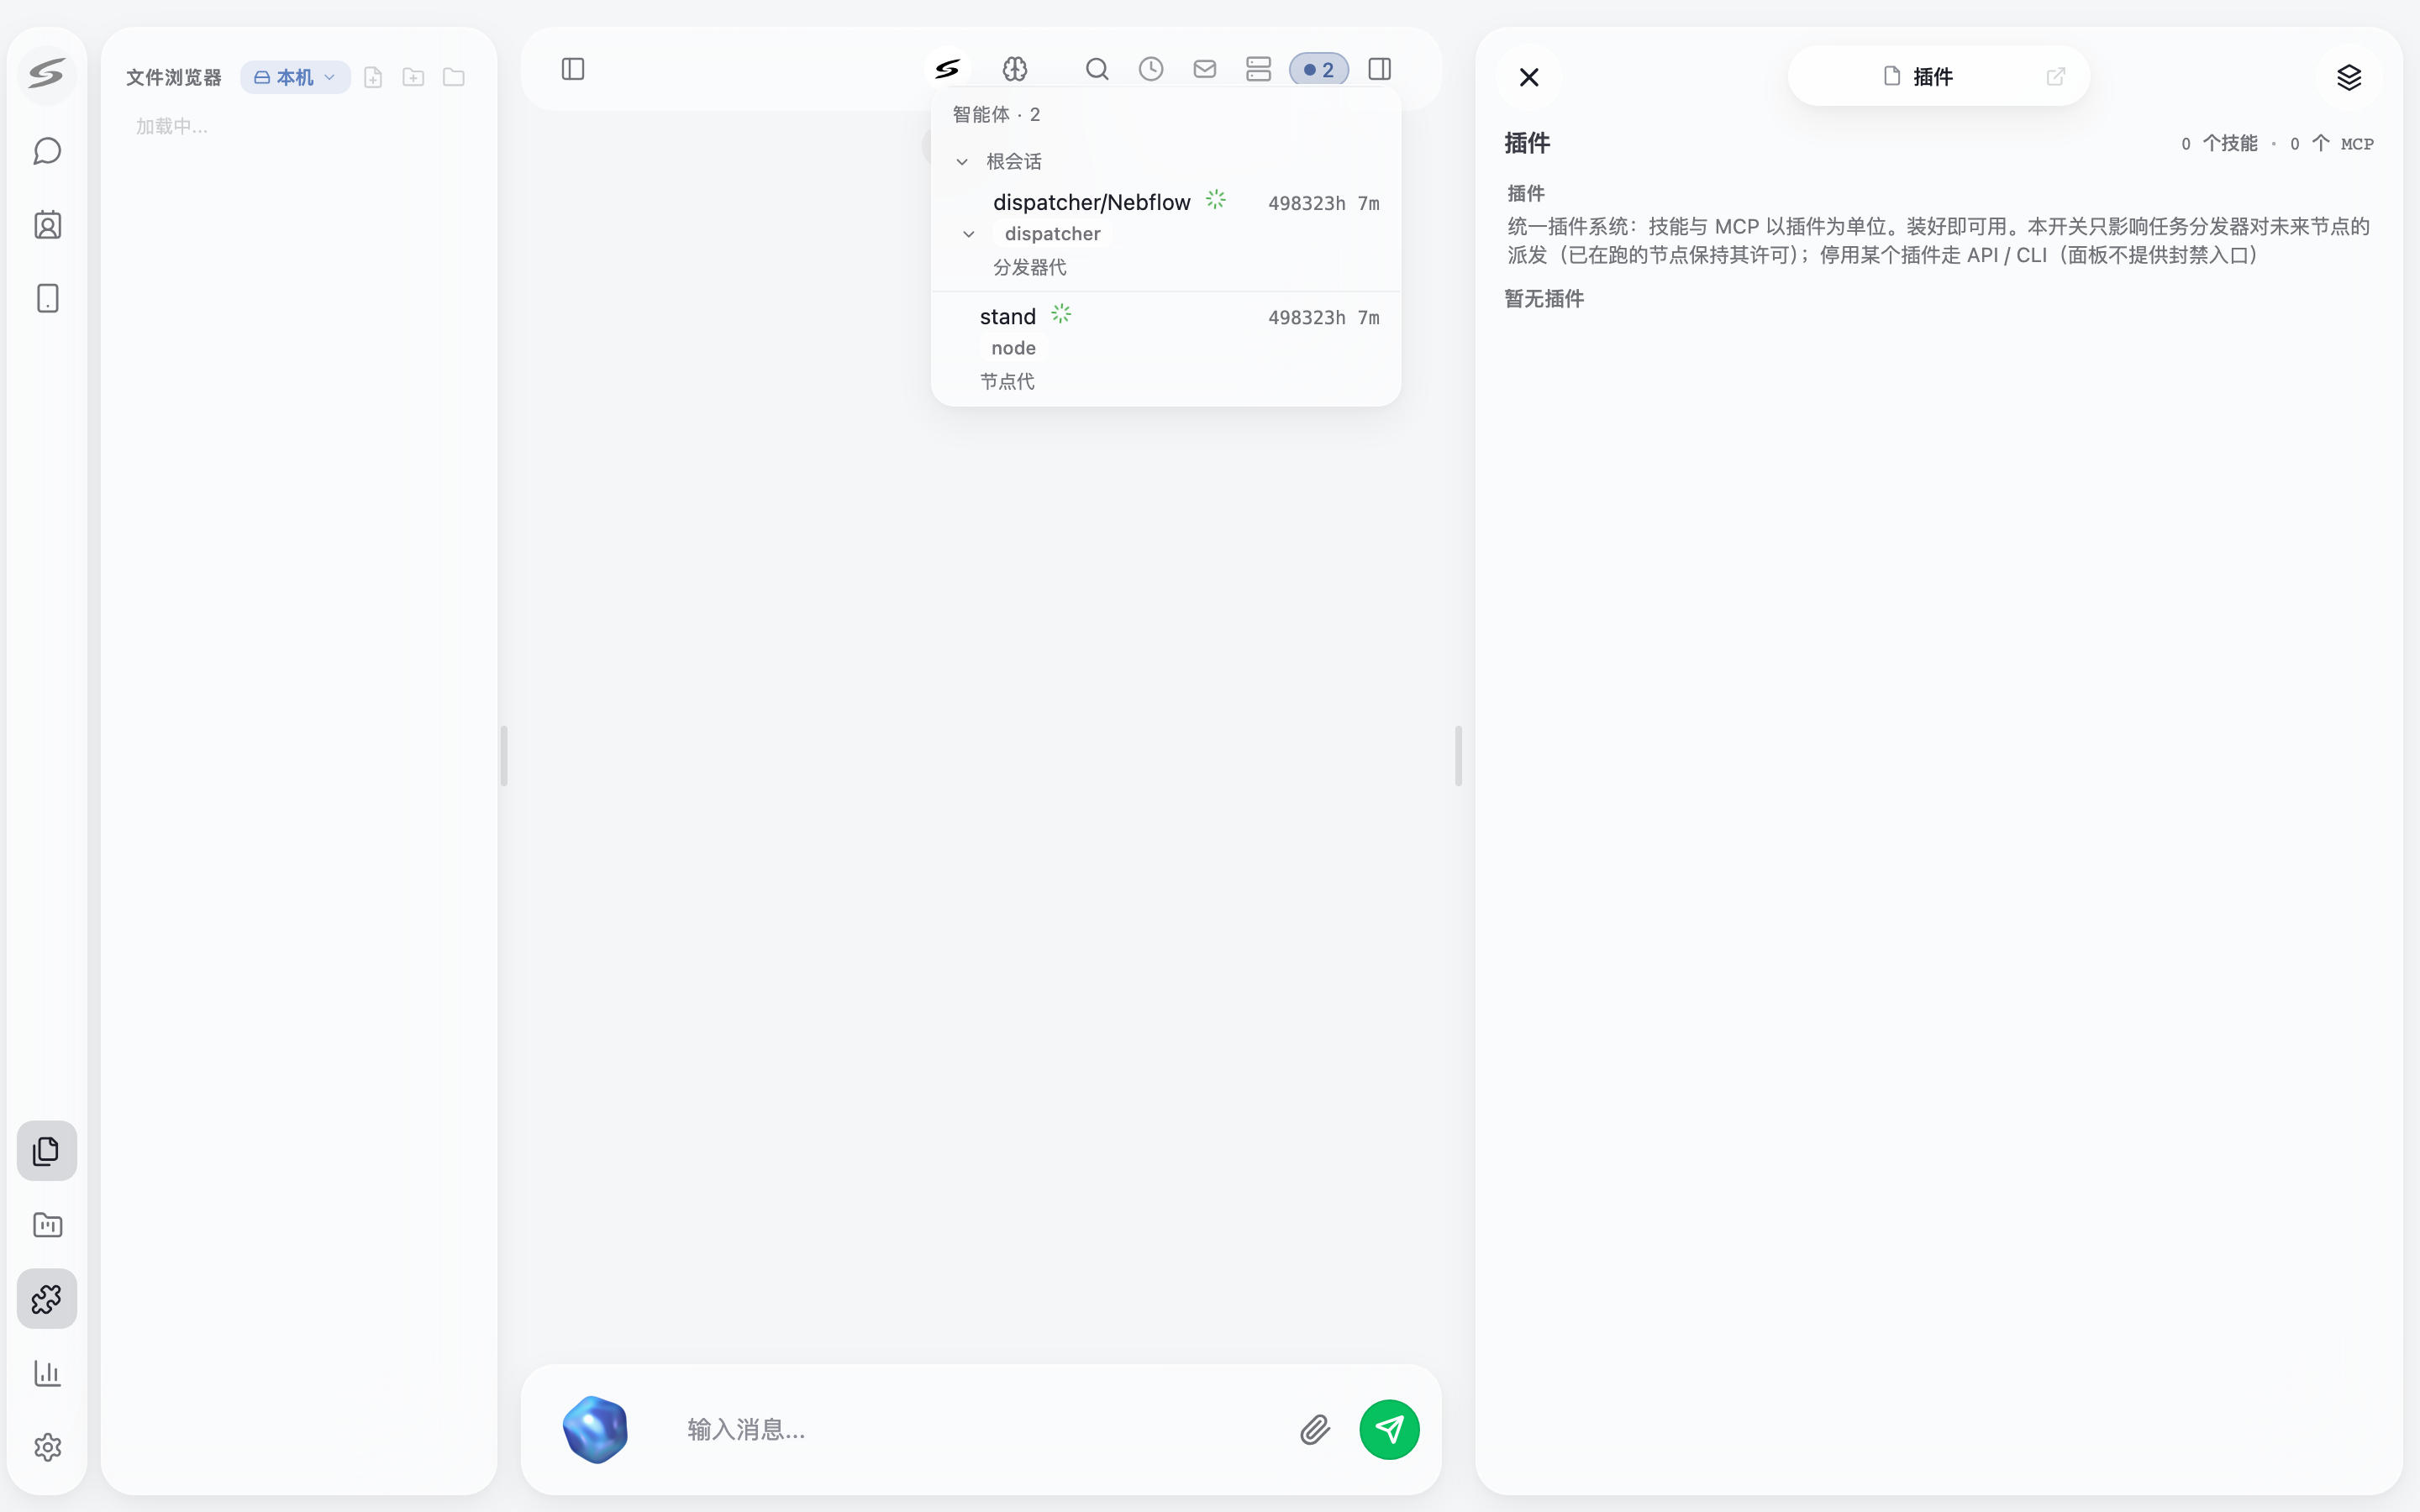 文件浏览器
本机
加载中...
2
智能体 · 2
根会话
dispatcher/Nebflow 498323h 7m
dispatcher
分发器代
stand 498323h 7m
node
节点代
输入消息...
插件
插件
0 个技能 · 0 个 MCP
插件
统一插件系统：技能与 MCP 以插件为单位。装好即可用。本开关只影响任务分发器对未来节点的
派发（已在跑的节点保持其许可）；停用某个插件走 API / CLI（面板不提供封禁入口）
暂无插件